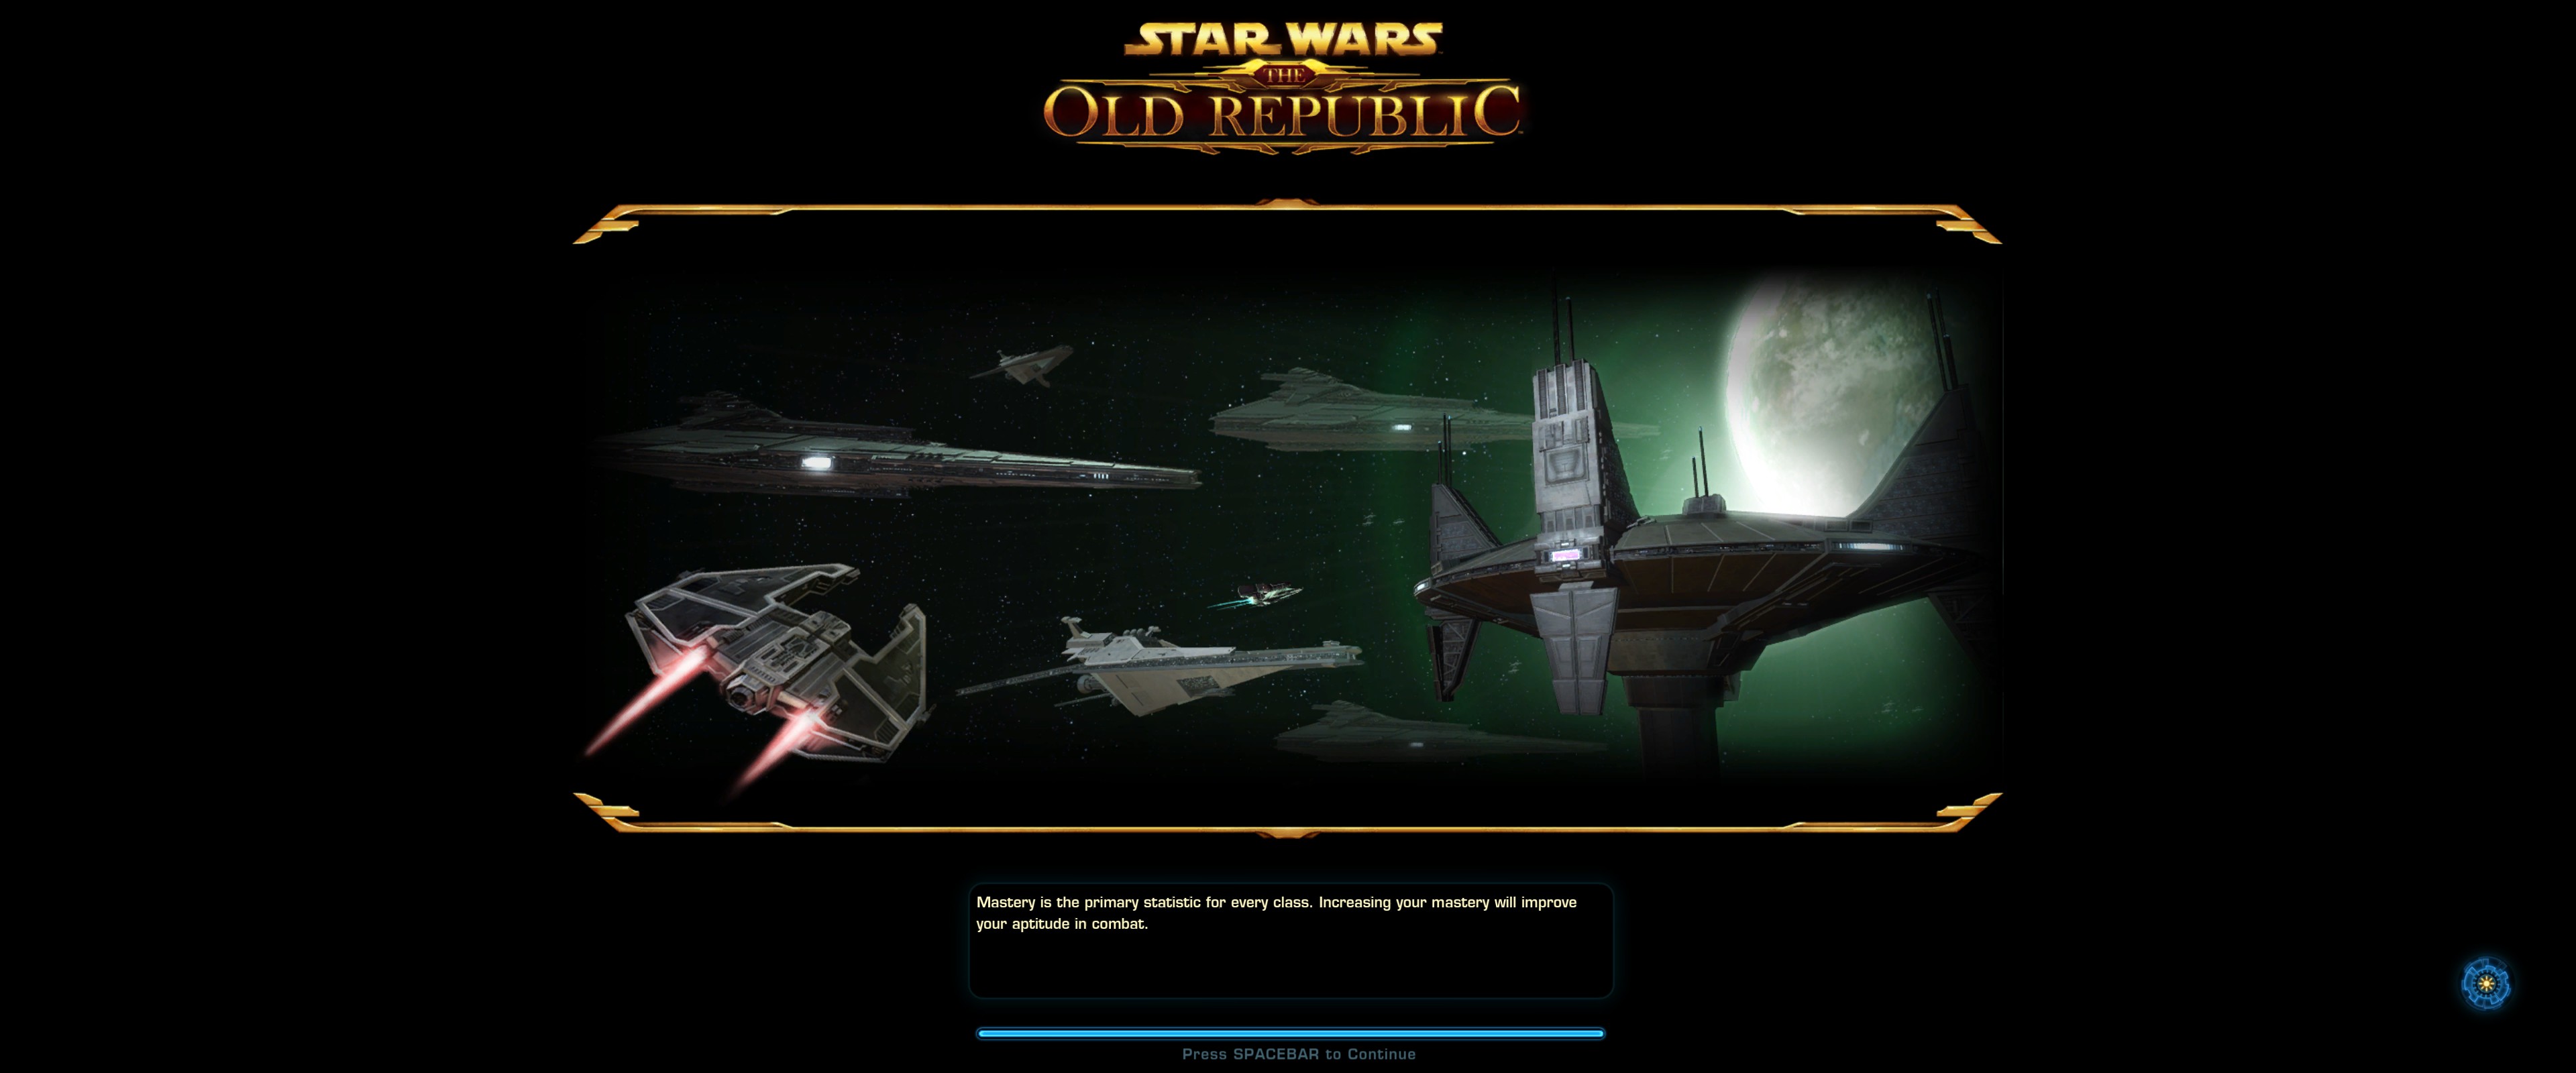 STAR WARS
THE
OLD REPUBLIC
Mastery is the primary statistic for every class. Increasing your mastery will improve
your aptitude in combat.
Press SPACEBAR to Continue